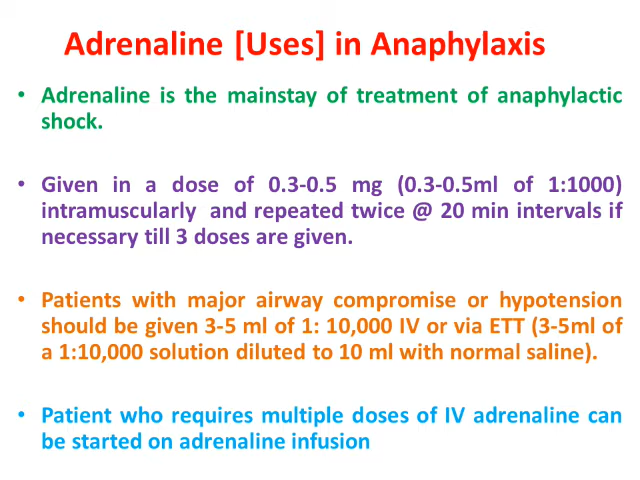 Adrenaline [Uses] in Anaphylaxis
• Adrenaline is the mainstay of treatment of anaphylactic
shock.
• Given in a dose of 0.3-0.5 mg (0.3-0.5ml of 1:1000)
intramuscularly and repeated twice @ 20 min intervals if
necessary till 3 doses are given.
• Patients with major airway compromise or hypotension
should be given 3-5 ml of 1: 10,000 IV or via ETT (3-5ml of
a 1:10,000 solution diluted to 10 ml with normal saline).
• Patient who requires multiple doses of IV adrenaline can
be started on adrenaline infusion